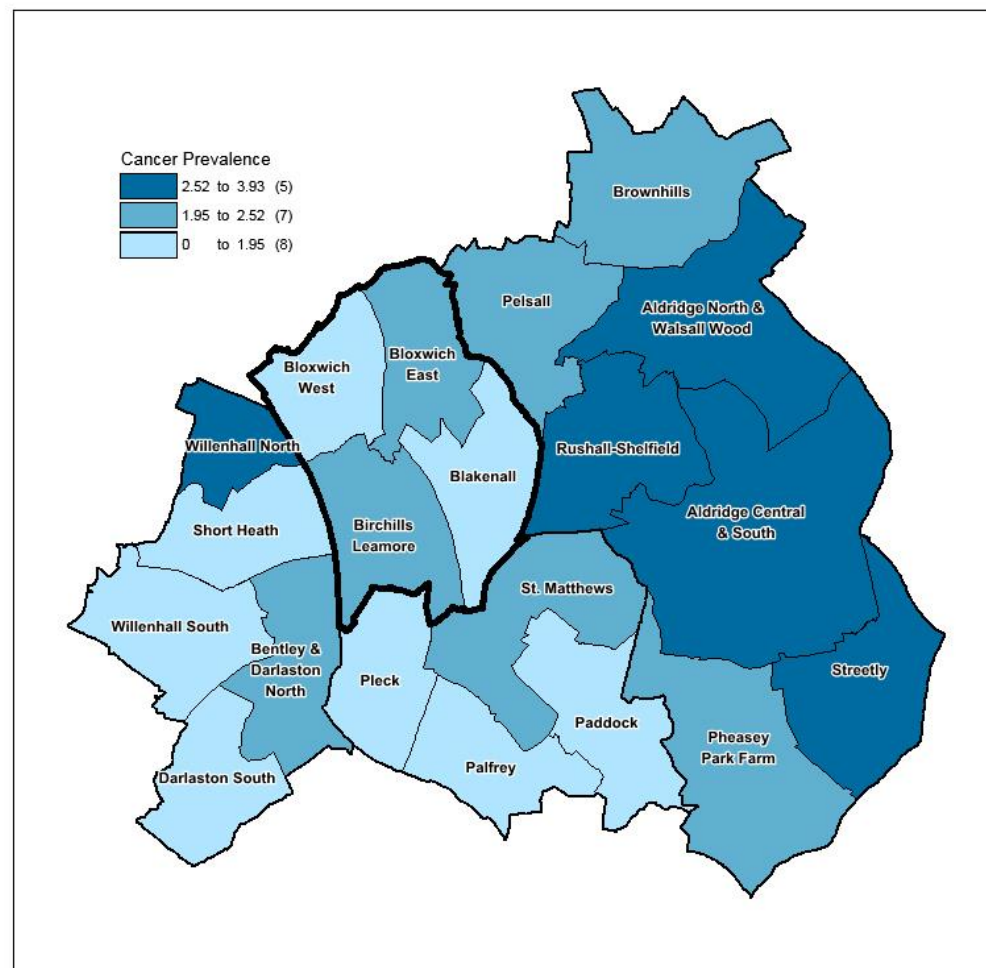 Cancer Prevalence
2.52 to 3.93 (5)
1.95 to 2.52 (7)
0 to 1.95 (8)
Brownhills
Pelsall
Aldridge North &
Walsall Wood
Bloxwich
East
Bloxwich
West
Willenhall North
Rushall-Shelfield
Blakenall
Aldridge Central
& South
Short Heath
Birchills
Leamore
St. Matthews
Willenhall South
Bentley &
Darlaston
North
Pleck
Streetly
Paddock
Pheasey
Park Farm
Palfrey
Darlaston South